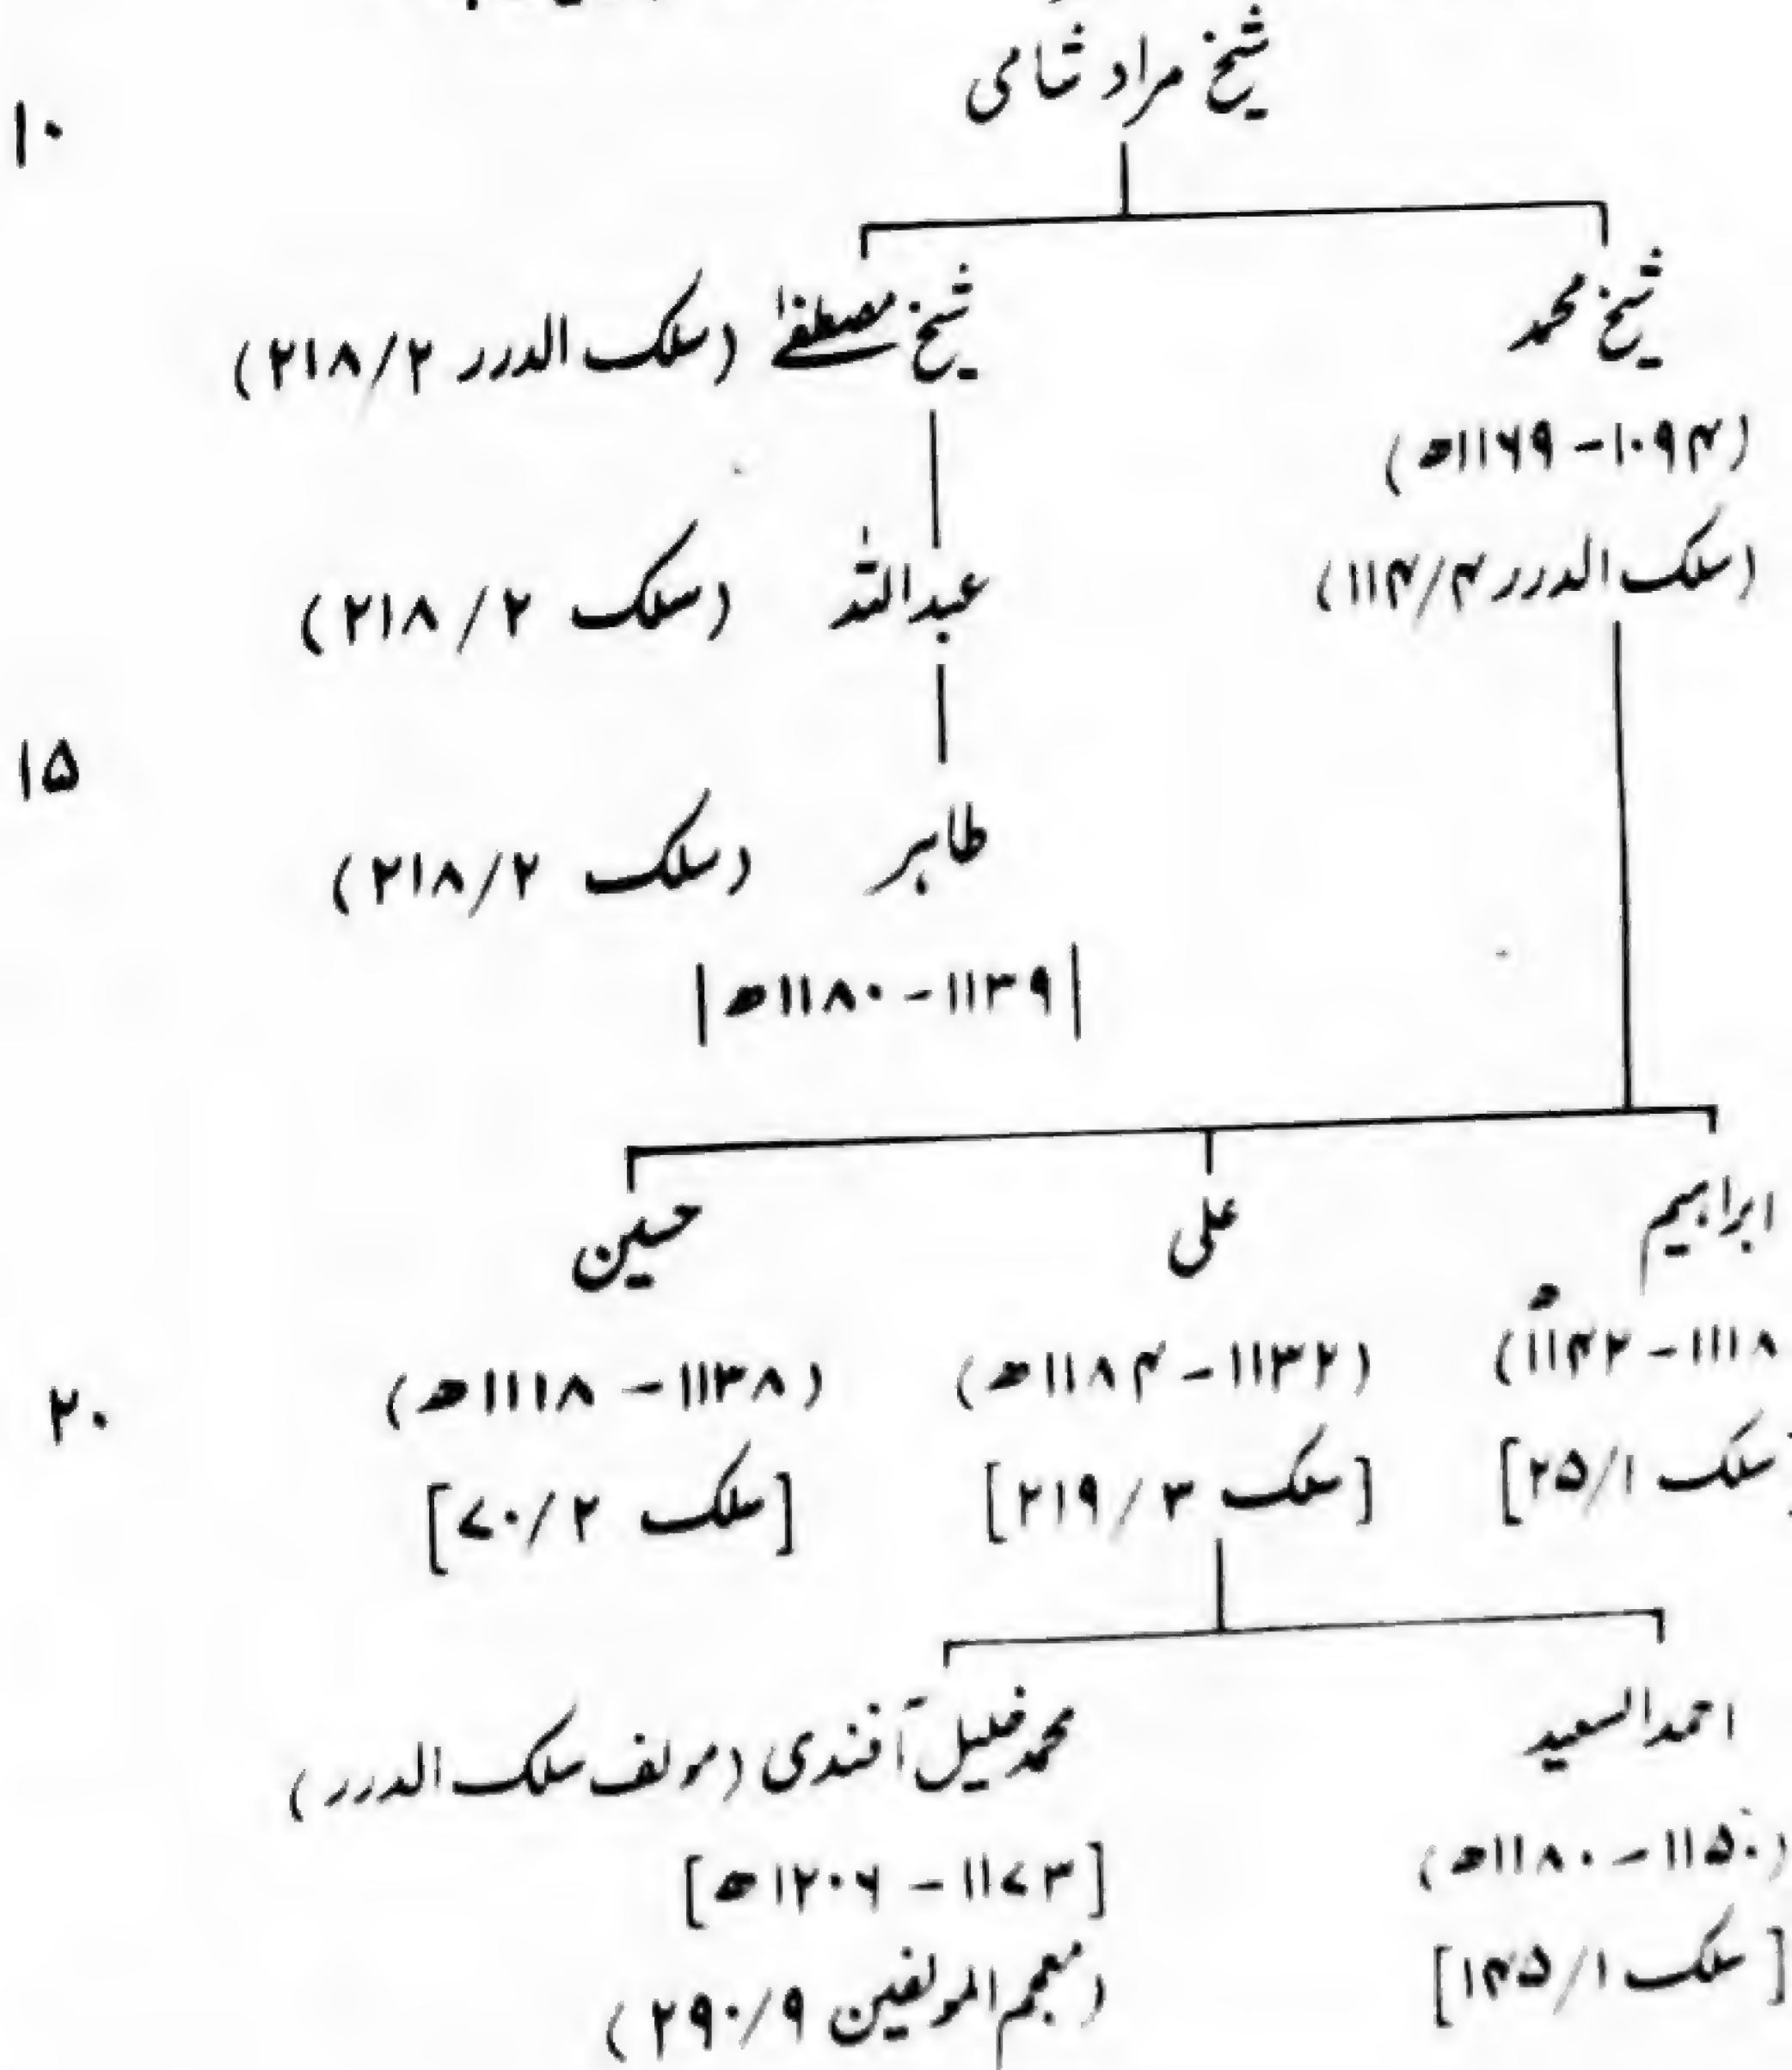 شیخ مراد شامی
۱۰
شیخ محمد
شیخ مصطفےٰ (سلک الدرر ۲/۲۱۸)
(۱۰۹۴-۱۱۶۹ھ)
(سلک الدرر ۴/۱۱۴)
عبداللہ (سلک ۲/۲۱۸)
۱۵
طاہر (سلک ۲/۲۱۸)
|۱۱۳۹-۱۱۸۰ھ|
ابراہیم
علی
حسین
۱۱۱۸-۱۱۴۲ھ)
(۱۱۳۲-۱۱۸۴ھ)
(۱۱۳۸-۱۱۱۸ھ)
۲۰
[سلک ۱/۲۵]
[سلک ۳/۲۱۹]
[سلک ۲/۷۰]
احمد السعید
محمد خلیل آفندی (مولف سلک الدرر)
(۱۱۵۰-۱۱۸۰ھ)
[۱۱۷۳-۱۲۰۶ھ]
[سلک ۱/۱۴۵]
(معجم المولفین ۹/۲۹۰)